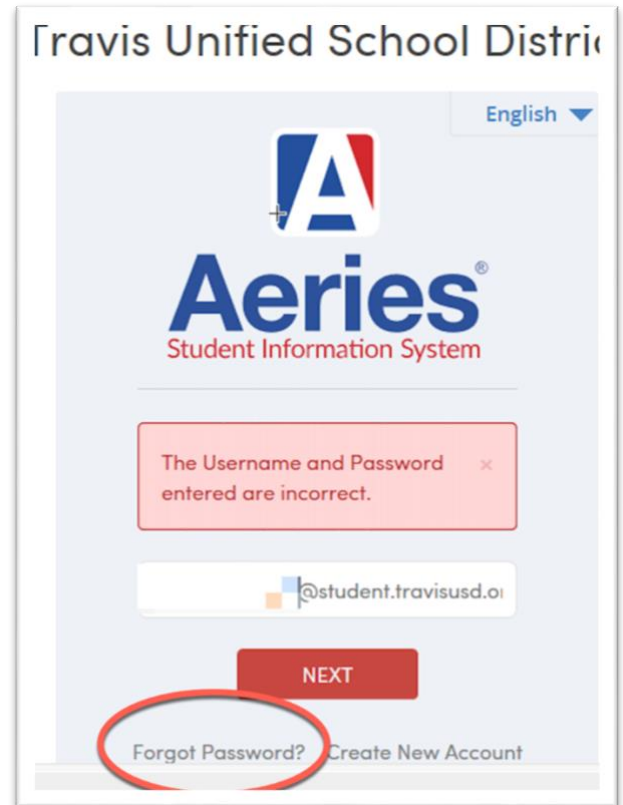 Travis Unified School Distri
English
A
Aeries®
Student Information System
The Username and Password ×
entered are incorrect.
@student.travisusd.or
NEXT
Forgot Password? Create New Account